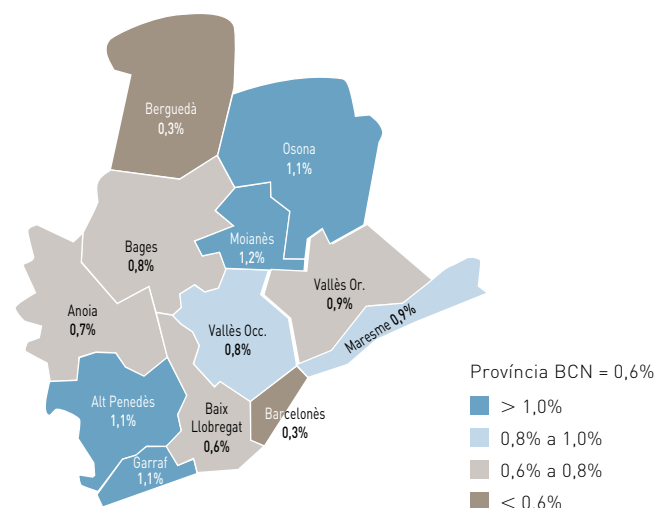 Berguedà
0,3%
Osona
1,1%
Moianès
1,2%
Bages
0,8%
Vallès Or.
0,9%
Maresme 0,9%
Anoia
0,7%
Vallès Occ.
0,8%
Alt Penedès
1,1%
Baix
Llobregat
0,6%
Barcelonès
0,3%
Garraf
1,1%
Província BCN = 0,6%
> 1,0%
0,8% a 1,0%
0,6% a 0,8%
< 0,6%